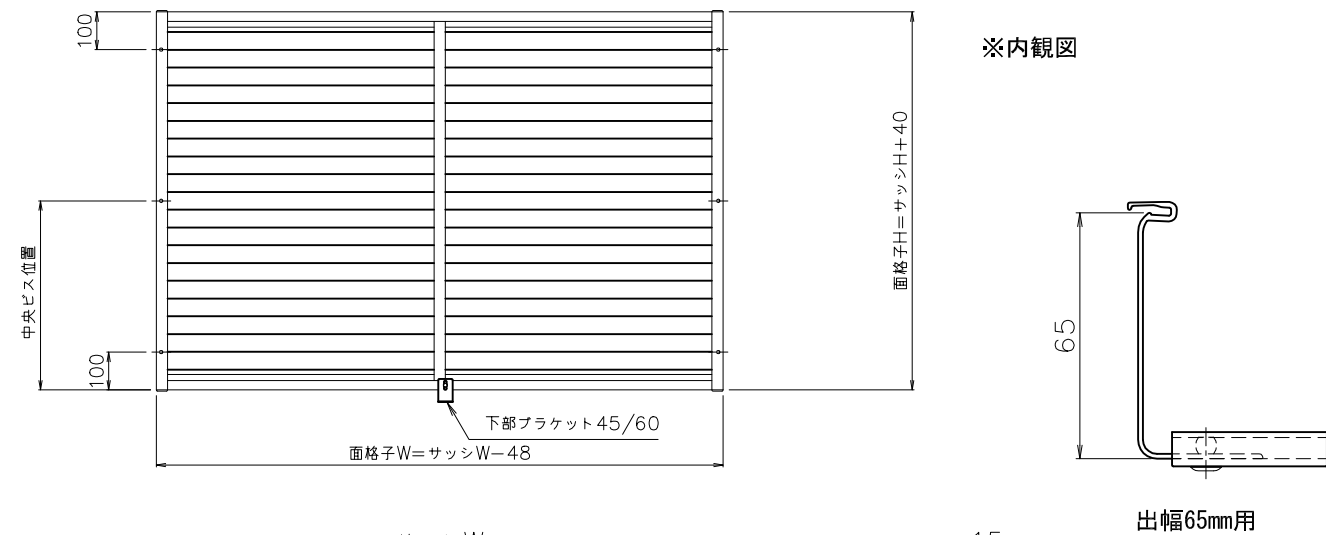 100
※内観図
面格子H=サッシH+40
中央ビス位置
65
100
下部ブラケット45/60
面格子W=サッシW-48
出幅65mm用